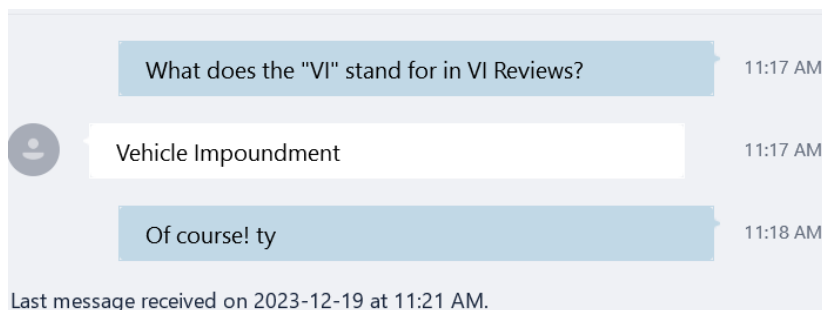 What does the "VI" stand for in VI Reviews?
11:17 AM
Vehicle Impoundment
11:17 AM
Of course! ty
11:18 AM
Last message received on 2023-12-19 at 11:21 AM.